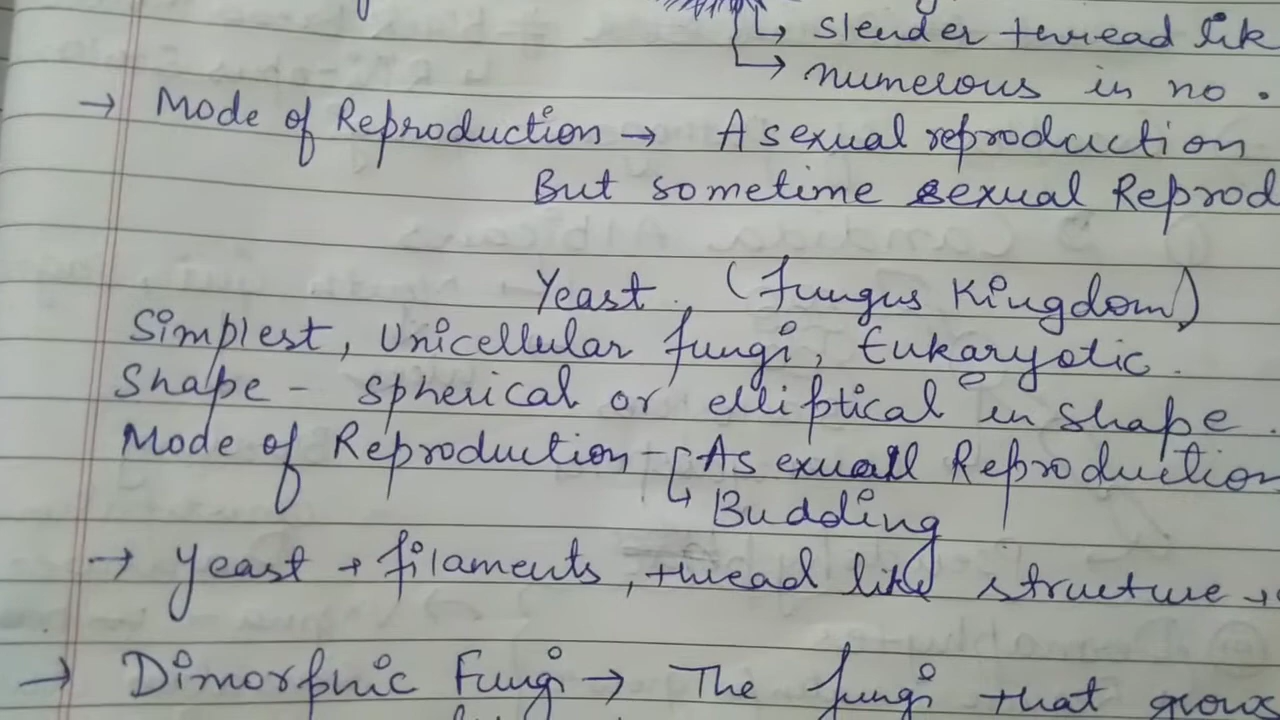 ↳ slender thread lik
→ numerous in no.
→ Mode of Reproduction → Asexual reproduction
But sometime sexual Reprod
Yeast. (fungus Kingdom)
Simplest, Unicellular fungi, Eukaryotic.
Shape - spherical or elliptical in shape.
Mode of Reproduction - Asexuall Reproduction
↳ Budding
→ yeast + filaments, thread like structure →
→ Dimorphic Fungi → The fungi that grows